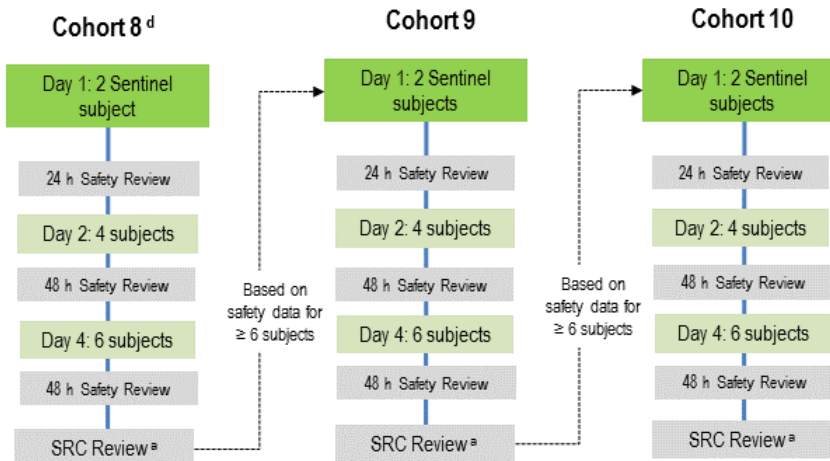 Cohort 8 d
Day 1: 2 Sentinel
subject
24 h Safety Review
Day 2: 4 subjects
48 h Safety Review
Day 4: 6 subjects
48 h Safety Review
SRC Review a
Based on
safety data for
≥ 6 subjects
Cohort 9
Day 1: 2 Sentinel
subjects
24 h Safety Review
Day 2: 4 subjects
48 h Safety Review
Day 4: 6 subjects
48 h Safety Review
SRC Review a
Based on
safety data for
≥ 6 subjects
Cohort 10
Day 1: 2 Sentinel
subjects
24 h Safety Review
Day 2: 4 subjects
48 h Safety Review
Day 4: 6 subjects
48 h Safety Review
SRC Review a